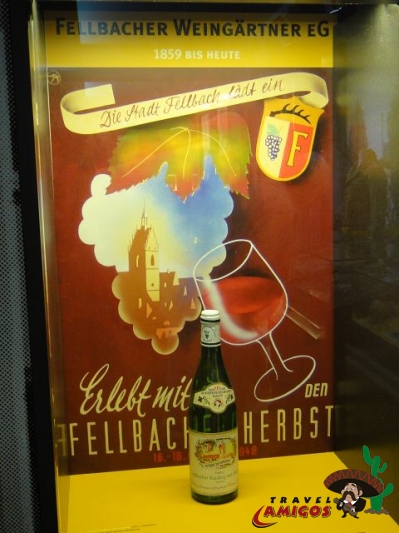 FELLBACHER WEINGÄRTNER EG
1859 BIS HEUTE
Die Stadt Fellbach lädt ein
F
Erlebt mit
DEN
FELLBACHER HERBST
TRAVEL
AMIGOS